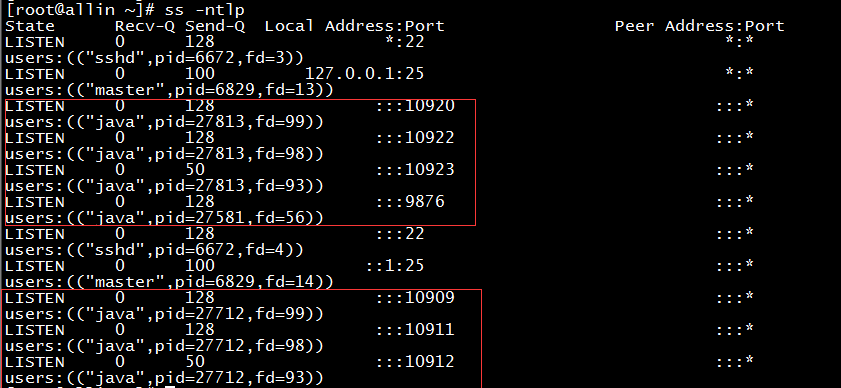 [root@allin ~]# ss -ntlp
State Recv-Q Send-Q Local Address:Port Peer Address:Port
LISTEN 0 128 *:22 *:*
users:(("sshd",pid=6672,fd=3))
LISTEN 0 100 127.0.0.1:25 *:*
users:(("master",pid=6829,fd=13))
LISTEN 0 128 :::10920 :::*
users:(("java",pid=27813,fd=99))
LISTEN 0 128 :::10922 :::*
users:(("java",pid=27813,fd=98))
LISTEN 0 50 :::10923 :::*
users:(("java",pid=27813,fd=93))
LISTEN 0 128 :::9876 :::*
users:(("java",pid=27581,fd=56))
LISTEN 0 128 :::22 :::*
users:(("sshd",pid=6672,fd=4))
LISTEN 0 100 ::1:25 :::*
users:(("master",pid=6829,fd=14))
LISTEN 0 128 :::10909 :::*
users:(("java",pid=27712,fd=99))
LISTEN 0 128 :::10911 :::*
users:(("java",pid=27712,fd=98))
LISTEN 0 50 :::10912 :::*
users:(("java",pid=27712,fd=93))